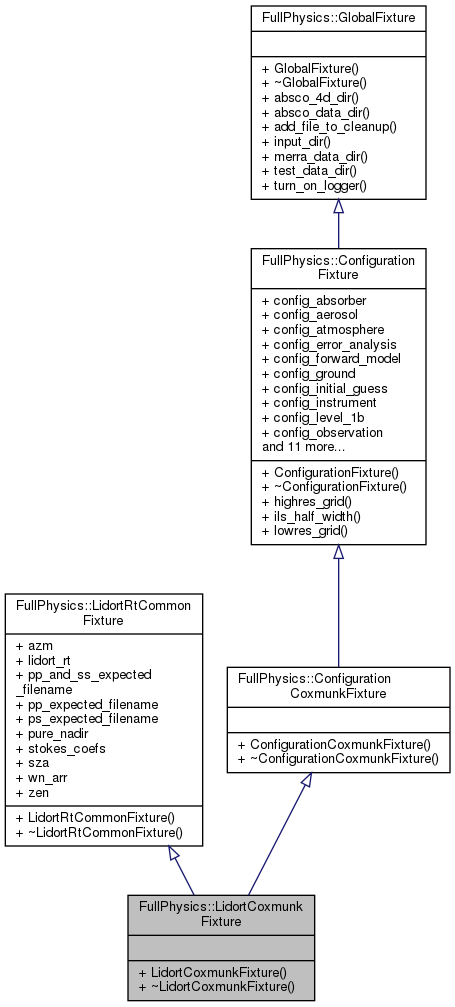 FullPhysics::GlobalFixture
+ GlobalFixture()
+ ~GlobalFixture()
+ absco_4d_dir()
+ absco_data_dir()
+ add_file_to_cleanup()
+ input_dir()
+ merra_data_dir()
+ test_data_dir()
+ turn_on_logger()
FullPhysics::Configuration
Fixture
+ config_absorber
+ config_aerosol
+ config_atmosphere
+ config_error_analysis
+ config_forward_model
+ config_ground
+ config_initial_guess
+ config_instrument
+ config_level_1b
+ config_observation
and 11 more...
+ ConfigurationFixture()
+ ~ConfigurationFixture()
+ highres_grid()
+ ils_half_width()
+ lowres_grid()
FullPhysics::LidortRtCommon
Fixture
+ azm
+ lidort_rt
+ pp_and_ss_expected
_filename
+ pp_expected_filename
+ ps_expected_filename
+ pure_nadir
+ stokes_coefs
+ sza
+ wn_arr
+ zen
+ LidortRtCommonFixture()
+ ~LidortRtCommonFixture()
FullPhysics::Configuration
CoxmunkFixture
+ ConfigurationCoxmunkFixture()
+ ~ConfigurationCoxmunkFixture()
FullPhysics::LidortCoxmunk
Fixture
+ LidortCoxmunkFixture()
+ ~LidortCoxmunkFixture()